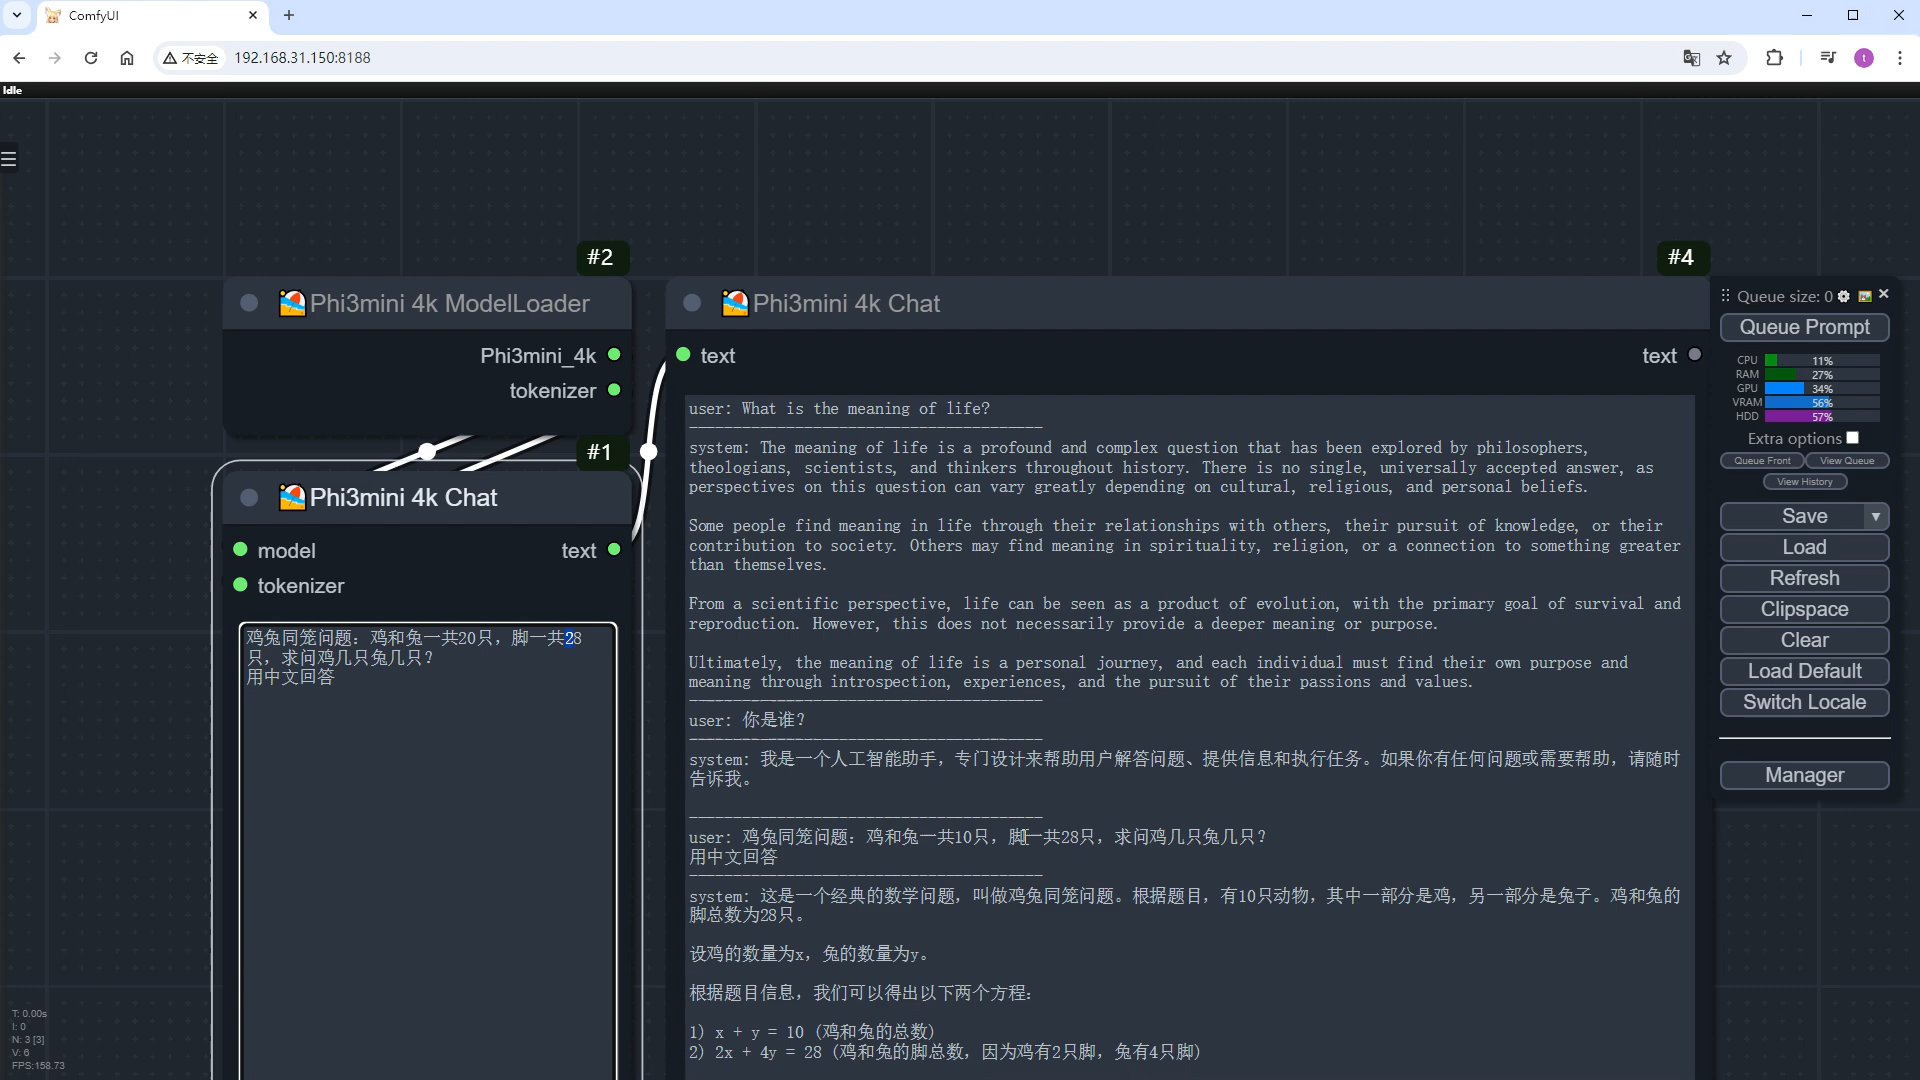 ComfyUI
不安全
192.168.31.150:8188
Idle
#2
#4
Phi3mini 4k ModelLoader
Phi3mini_4k
tokenizer
#1
Phi3mini 4k Chat
model
text
tokenizer
鸡兔同笼问题：鸡和兔一共20只，脚一共28
只，求问鸡几只兔几只？
用中文回答
Phi3mini 4k Chat
text
text
user: What is the meaning of life?
system: The meaning of life is a profound and complex question that has been explored by philosophers,
theologians, scientists, and thinkers throughout history. There is no single, universally accepted answer, as
perspectives on this question can vary greatly depending on cultural, religious, and personal beliefs.
Some people find meaning in life through their relationships with others, their pursuit of knowledge, or their
contribution to society. Others may find meaning in spirituality, religion, or a connection to something greater
than themselves.
From a scientific perspective, life can be seen as a product of evolution, with the primary goal of survival and
reproduction. However, this does not necessarily provide a deeper meaning or purpose.
Ultimately, the meaning of life is a personal journey, and each individual must find their own purpose and
meaning through introspection, experiences, and the pursuit of their passions and values.
user: 你是谁？
system: 我是一个人工智能助手，专门设计来帮助用户解答问题、提供信息和执行任务。如果你有任何问题或需要帮助，请随时
告诉我。
user: 鸡兔同笼问题：鸡和兔一共10只，脚一共28只，求问鸡几只兔几只？
用中文回答
system: 这是一个经典的数学问题，叫做鸡兔同笼问题。根据题目，有10只动物，其中一部分是鸡，另一部分是兔子。鸡和兔的
脚总数为28只。
设鸡的数量为x，兔的数量为y。
根据题目信息，我们可以得出以下两个方程：
1) x + y = 10 (鸡和兔的总数)
2) 2x + 4y = 28 (鸡和兔的脚总数，因为鸡有2只脚，兔有4只脚)
Queue size: 0
Queue Prompt
CPU 11%
RAM 27%
GPU 34%
VRAM 56%
HDD 57%
Extra options
Queue Front
View Queue
View History
Save
Load
Refresh
Clipspace
Clear
Load Default
Switch Locale
Manager
T: 0.00s
I: 0
N: 3 [3]
V: 6
FPS:158.73
t